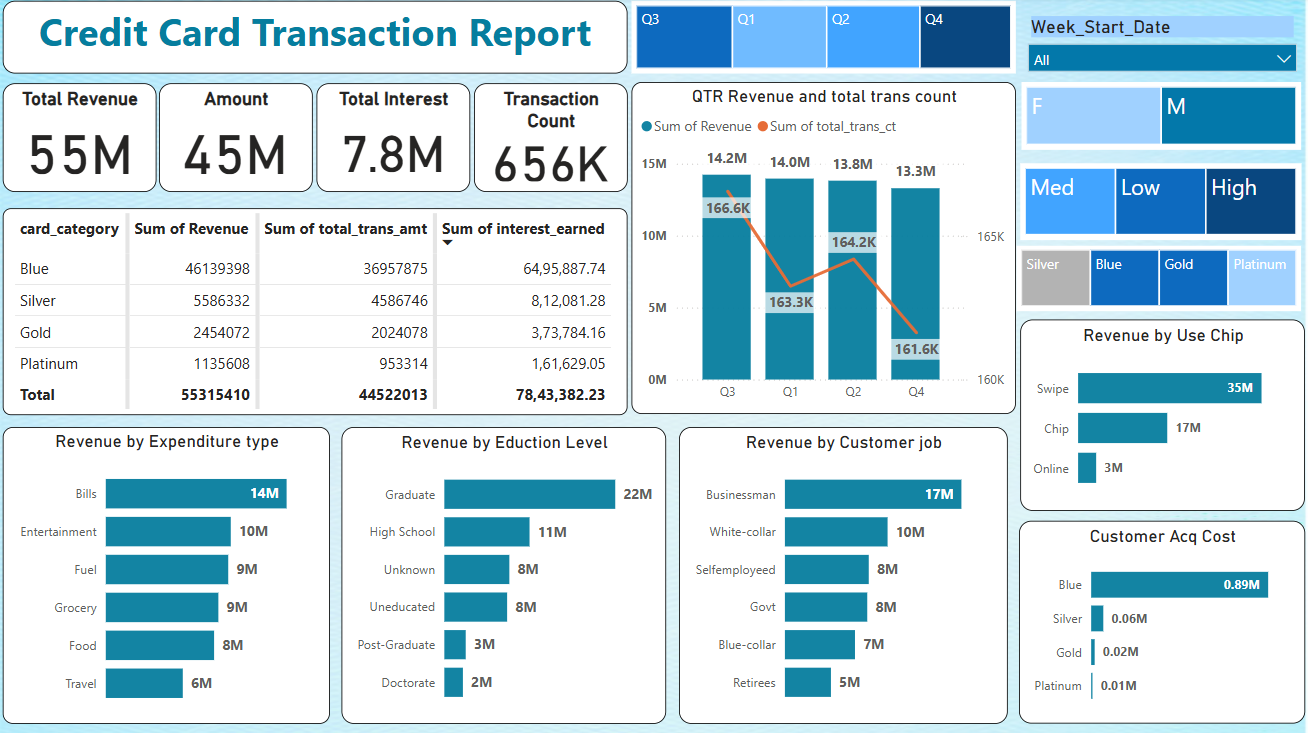 Credit Card Transaction Report
Q3 Q1 Q2 Q4
Week_Start_Date
All
F M
Med Low High
Silver Blue Gold Platinum
Total Revenue
55M
Amount
45M
Total Interest
7.8M
Transaction
Count
656K
QTR Revenue and total trans count
Sum of Revenue Sum of total_trans_ct
15M
10M
5M
0M
14.2M 14.0M 13.8M 13.3M
166.6K
163.3K
164.2K
161.6K
165K
160K
Q3 Q1 Q2 Q4
card_category Sum of Revenue Sum of total_trans_amt Sum of interest_earned
Blue 46139398 36957875 64,95,887.74
Silver 5586332 4586746 8,12,081.28
Gold 2454072 2024078 3,73,784.16
Platinum 1135608 953314 1,61,629.05
Total 55315410 44522013 78,43,382.23
Revenue by Use Chip
Swipe 35M
Chip 17M
Online 3M
Revenue by Expenditure type
Bills 14M
Entertainment 10M
Fuel 9M
Grocery 9M
Food 8M
Travel 6M
Revenue by Eduction Level
Graduate 22M
High School 11M
Unknown 8M
Uneducated 8M
Post-Graduate 3M
Doctorate 2M
Revenue by Customer job
Businessman 17M
White-collar 10M
Selfemployeed 8M
Govt 8M
Blue-collar 7M
Retirees 5M
Customer Acq Cost
Blue 0.89M
Silver 0.06M
Gold 0.02M
Platinum 0.01M